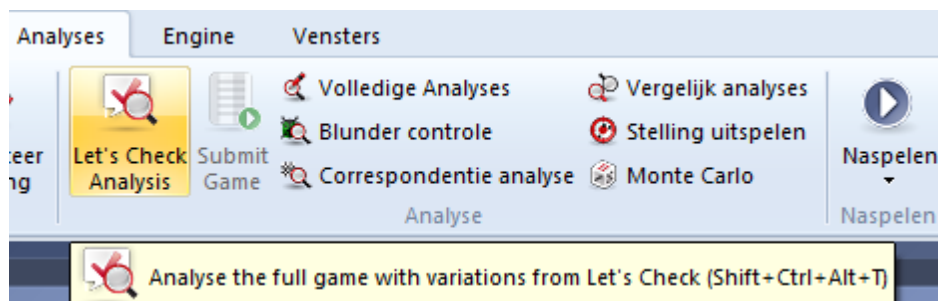 Analyses Engine Vensters
Volledige Analyses Vergelijk analyses
Blunder controle Stelling uitspelen
teer Let's Check Submit Naspelen
ng Analysis Game Correspondentie analyse Monte Carlo
Analyse Naspelen
Analyse the full game with variations from Let's Check (Shift+Ctrl+Alt+T)